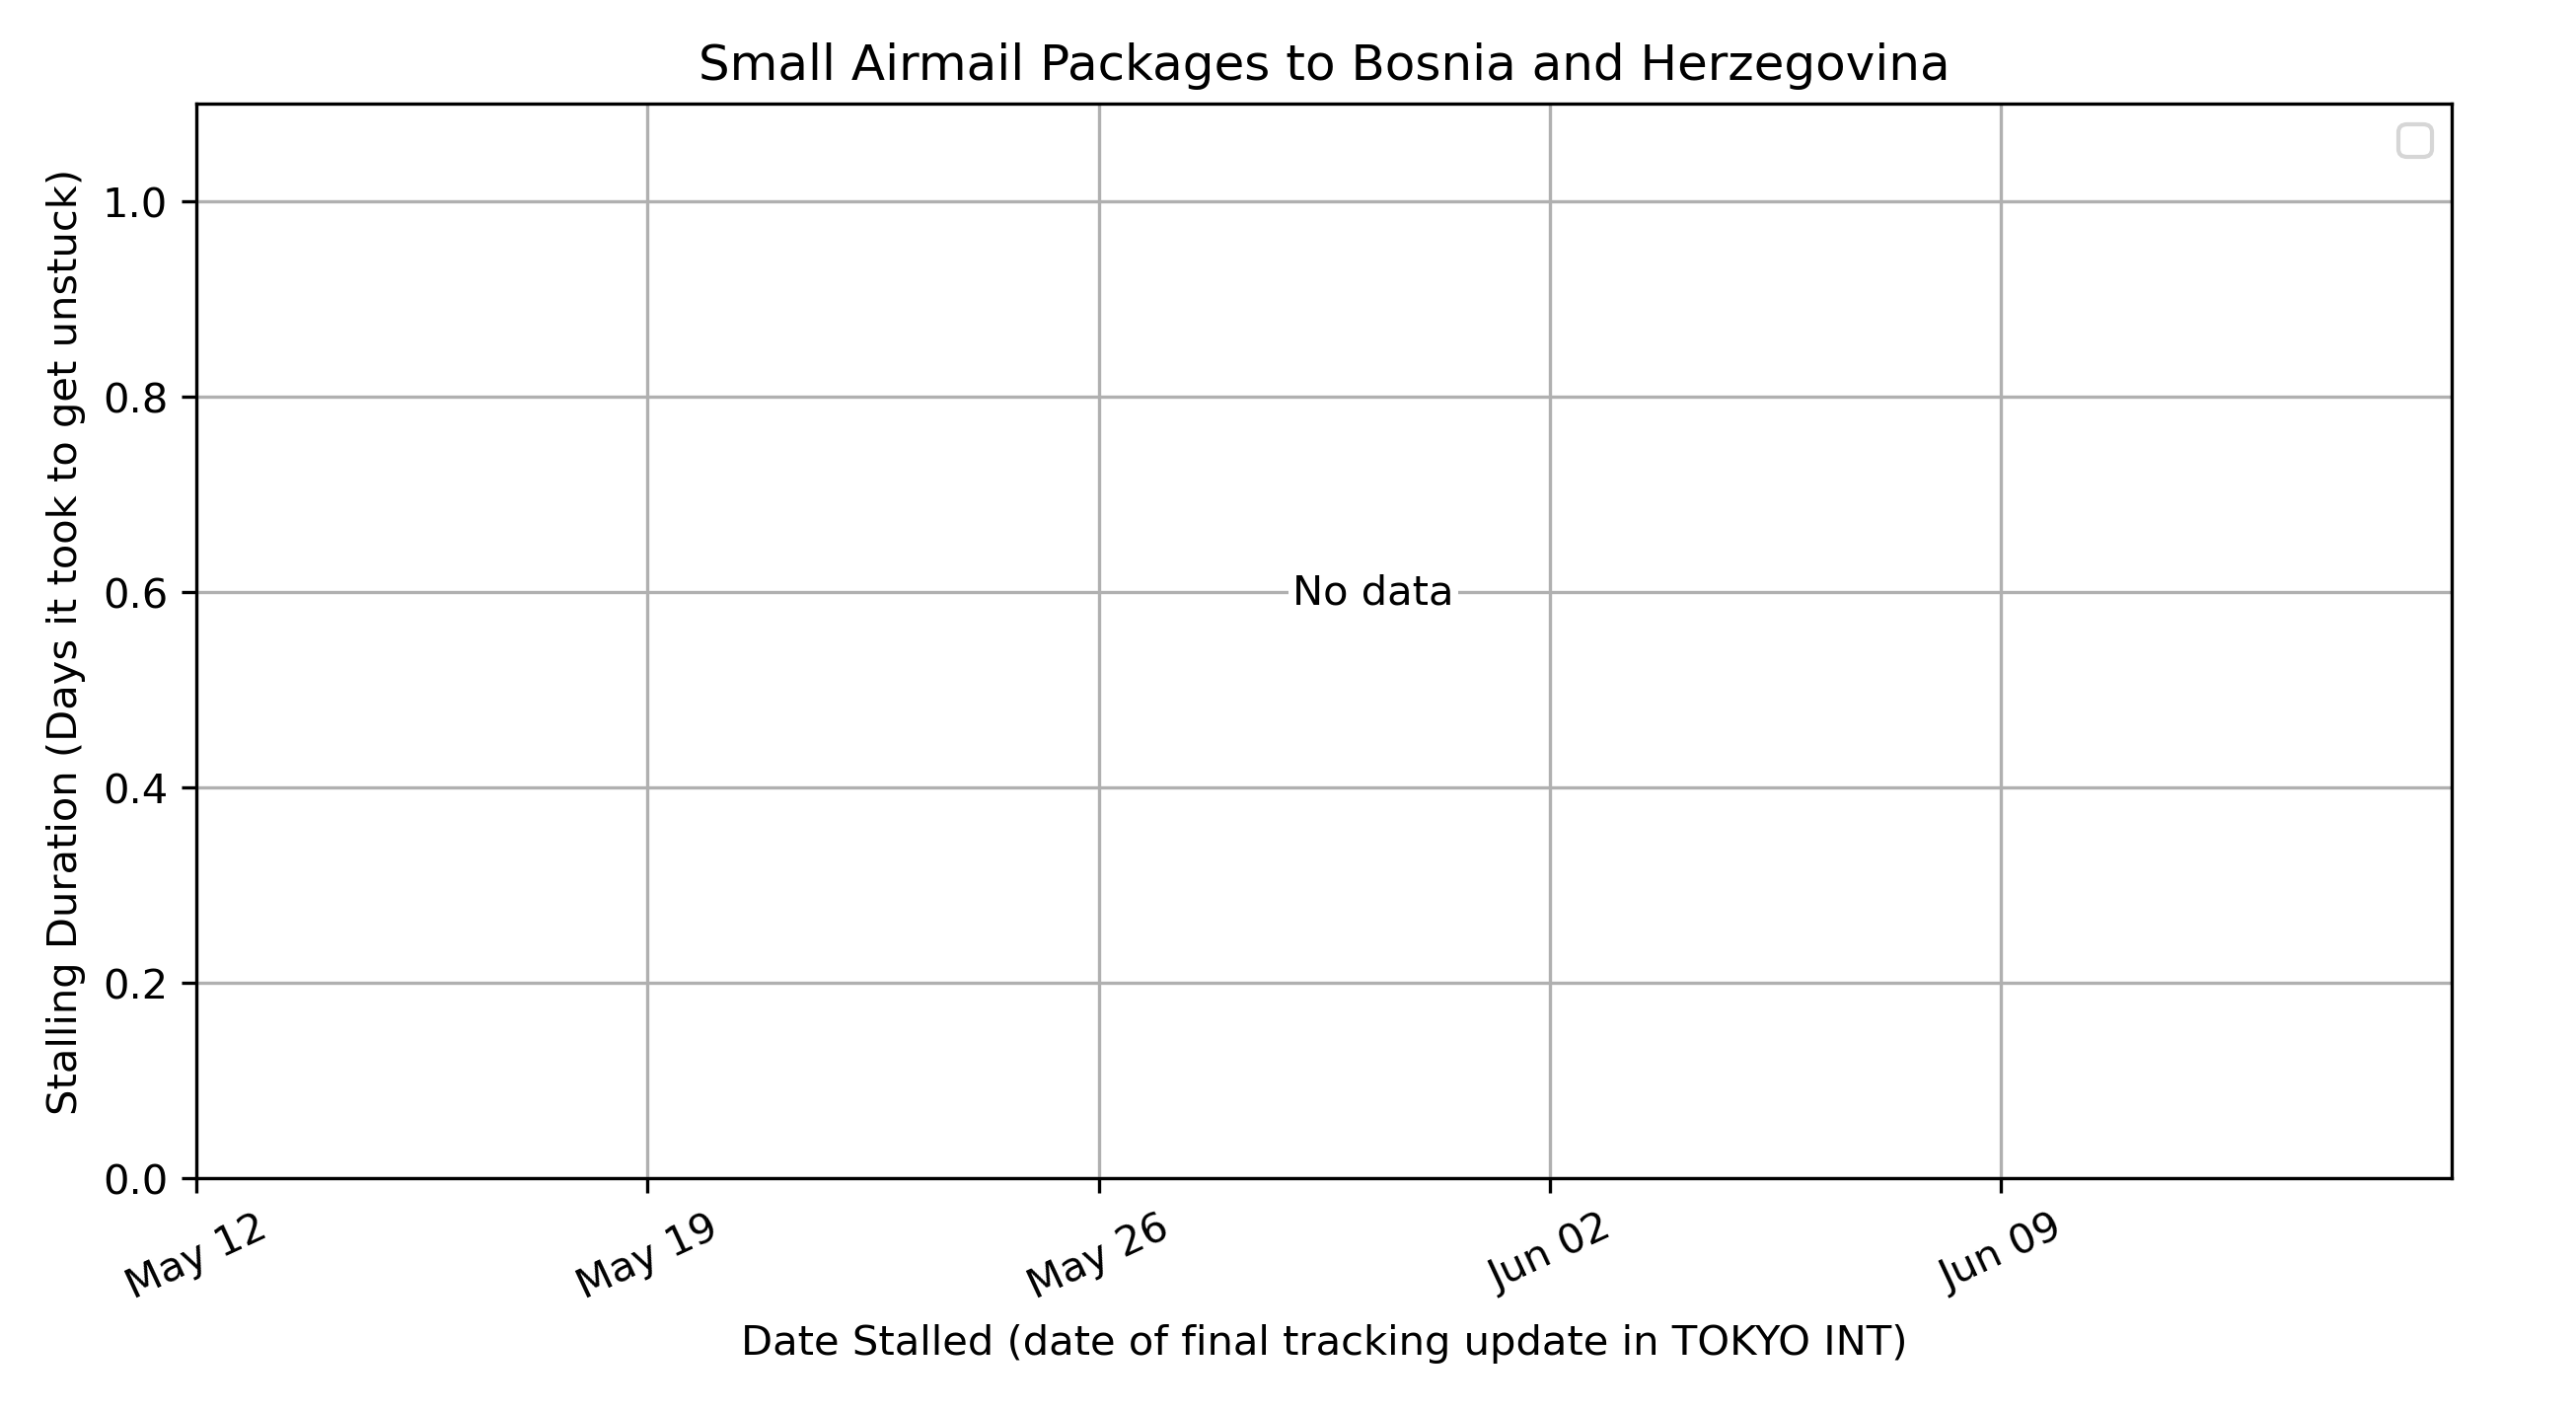 Small Airmail Packages to Bosnia and Herzegovina
Stalling Duration (Days it took to get unstuck)
1.0
0.8
0.6
0.4
0.2
0.0
No data
May 12
May 19
May 26
Jun 02
Jun 09
Date Stalled (date of final tracking update in TOKYO INT)